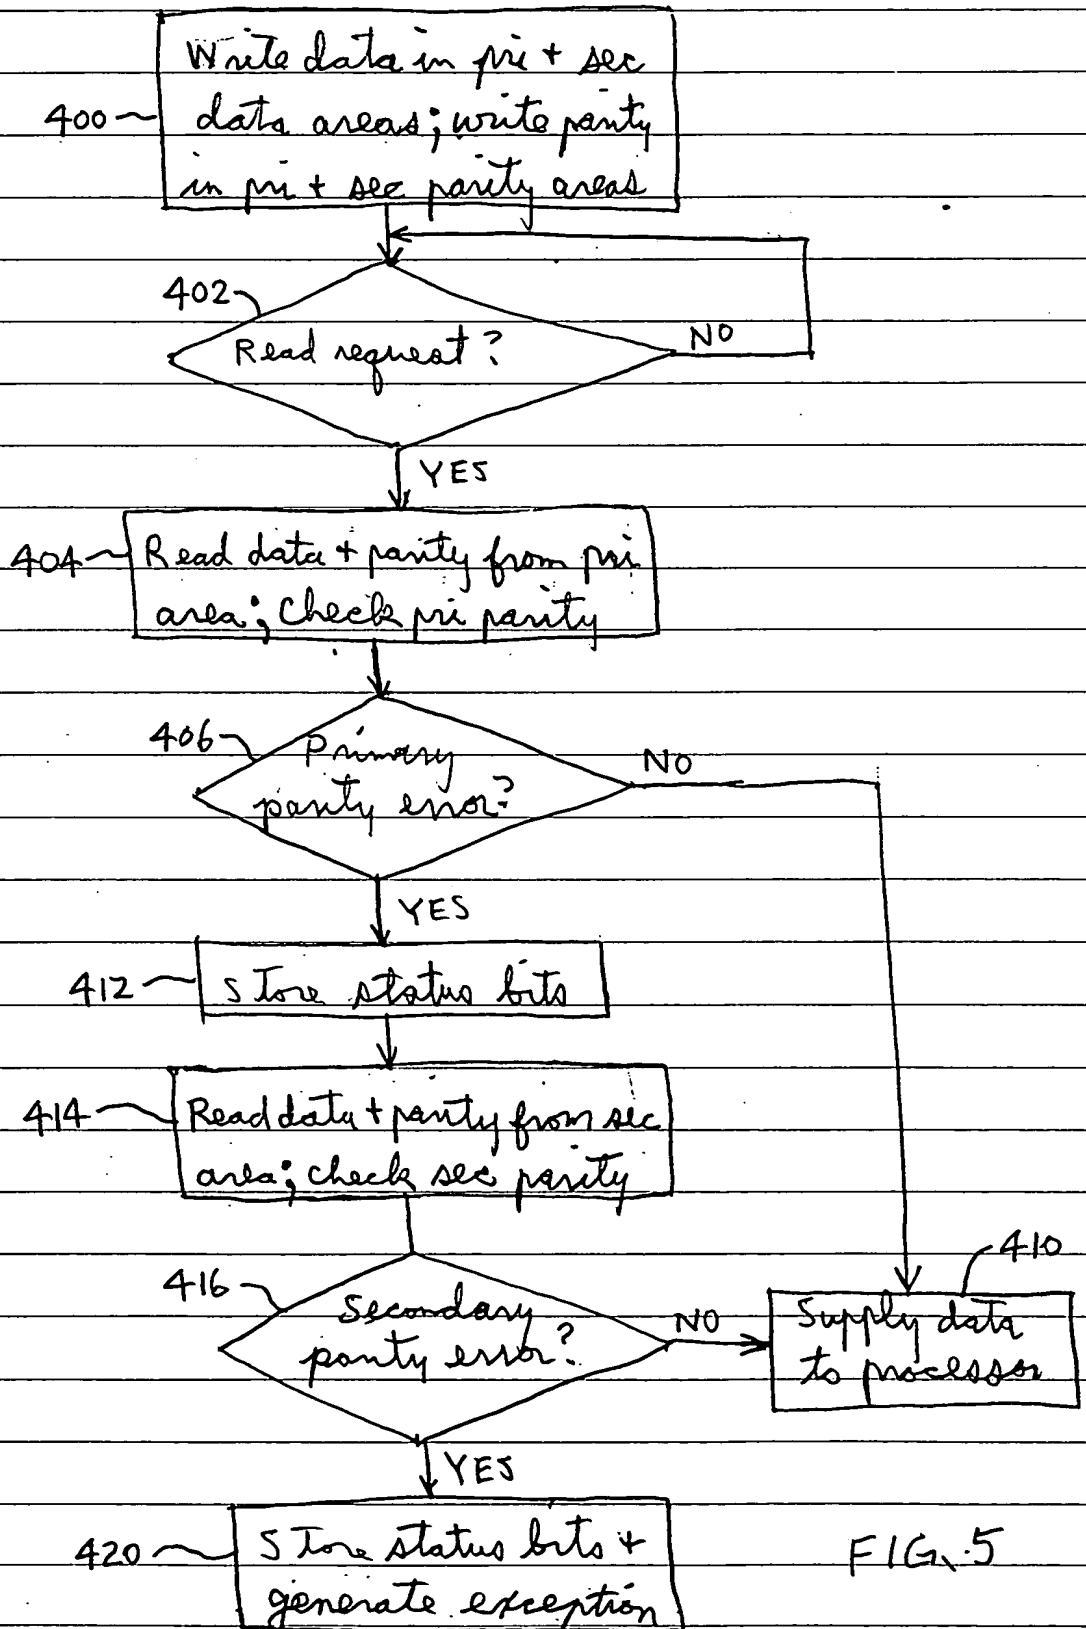 Write data in pri + sec
400
data areas; write parity
in pri + sec parity areas
402
Read request?
NO
YES
404
Read data + parity from pri
area; check pri parity
406
Primary
parity error?
NO
YES
412
Store status bits
414
Read data + parity from sec
area; check sec parity
416
Secondary
parity error?
NO
410
Supply data
to processor
YES
420
Store status bits +
generate exception
FIG. 5